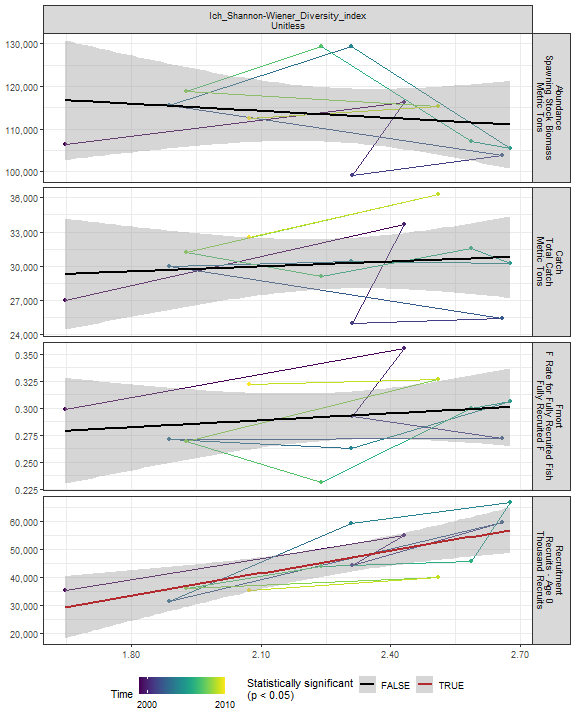 Ich_Shannon-Wiener_Diversity_index
Unitless
130,000
120,000
110,000
100,000
Abundance
Spawning Stock Biomass
Metric Tons
36,000
33,000
30,000
27,000
24,000
Catch
Total Catch
Metric Tons
0.350
0.325
0.300
0.275
0.250
0.225
Fmort
F Rate for Fully Recruited Fish
Fully Recruited F
60,000
50,000
40,000
30,000
20,000
Recruitment
Recruits - Age 0
Thousand Recruits
1.80 2.10 2.40 2.70
Time
2000 2010
Statistically significant
(p < 0.05)
FALSE TRUE